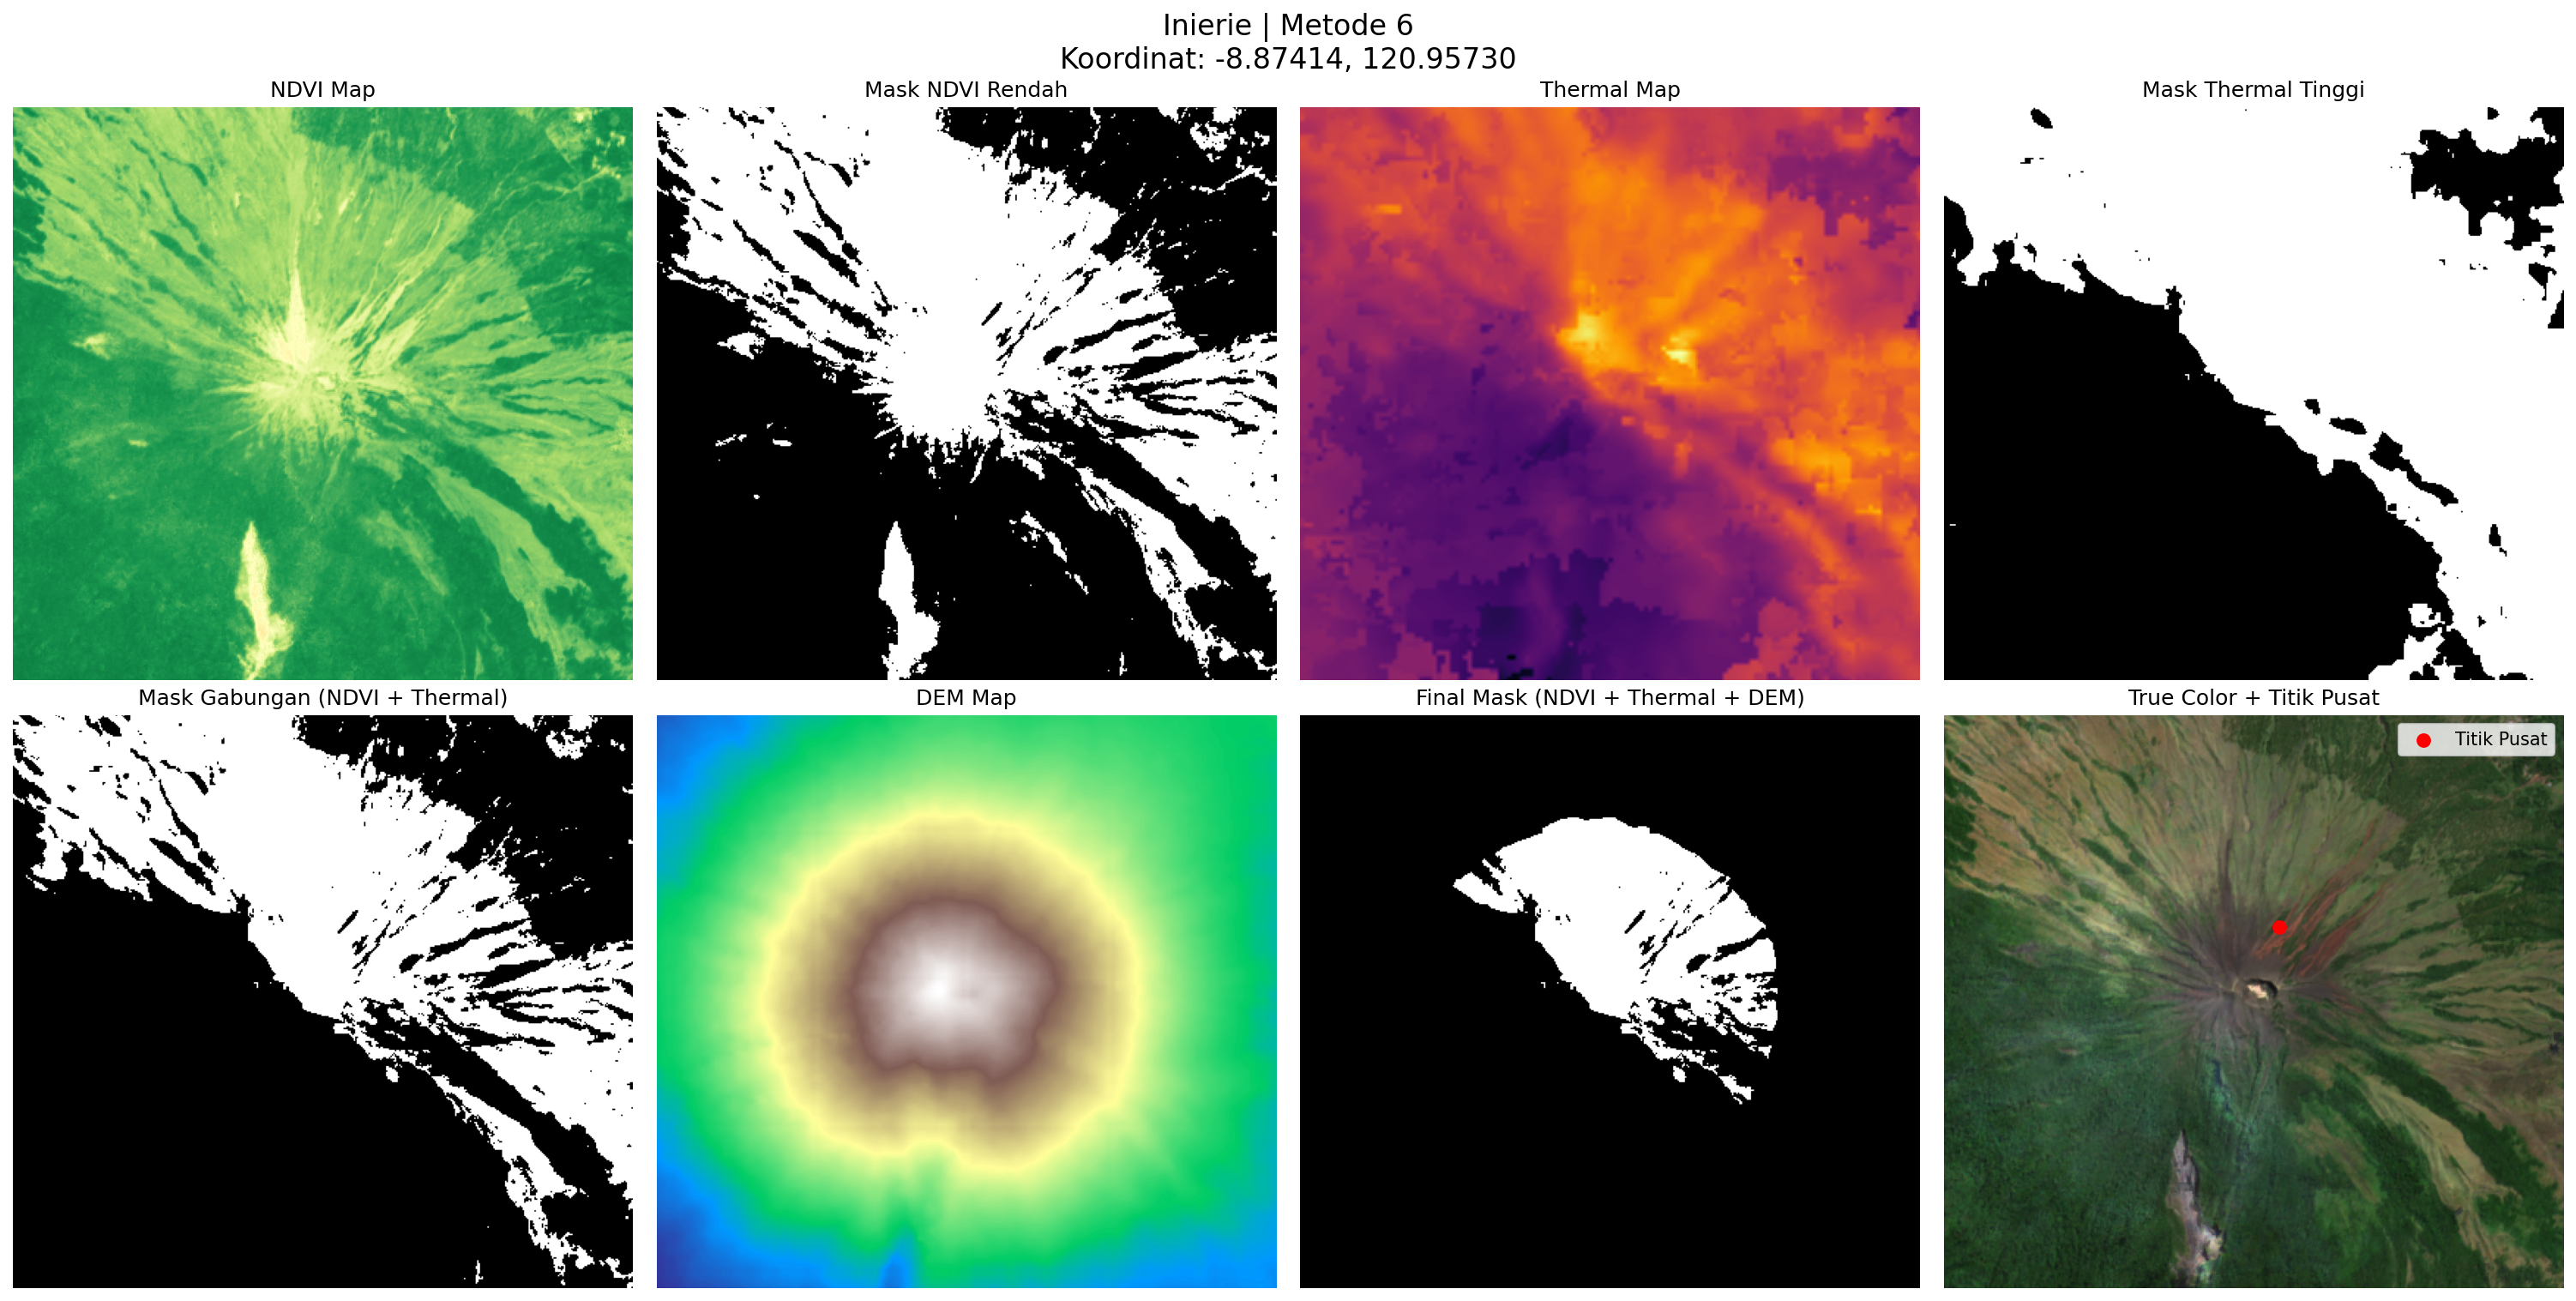 Inierie | Metode 6
Koordinat: -8.87414, 120.95730
NDVI Map
Mask NDVI Rendah
Thermal Map
Mask Thermal Tinggi
Mask Gabungan (NDVI + Thermal)
DEM Map
Final Mask (NDVI + Thermal + DEM)
True Color + Titik Pusat
Titik Pusat